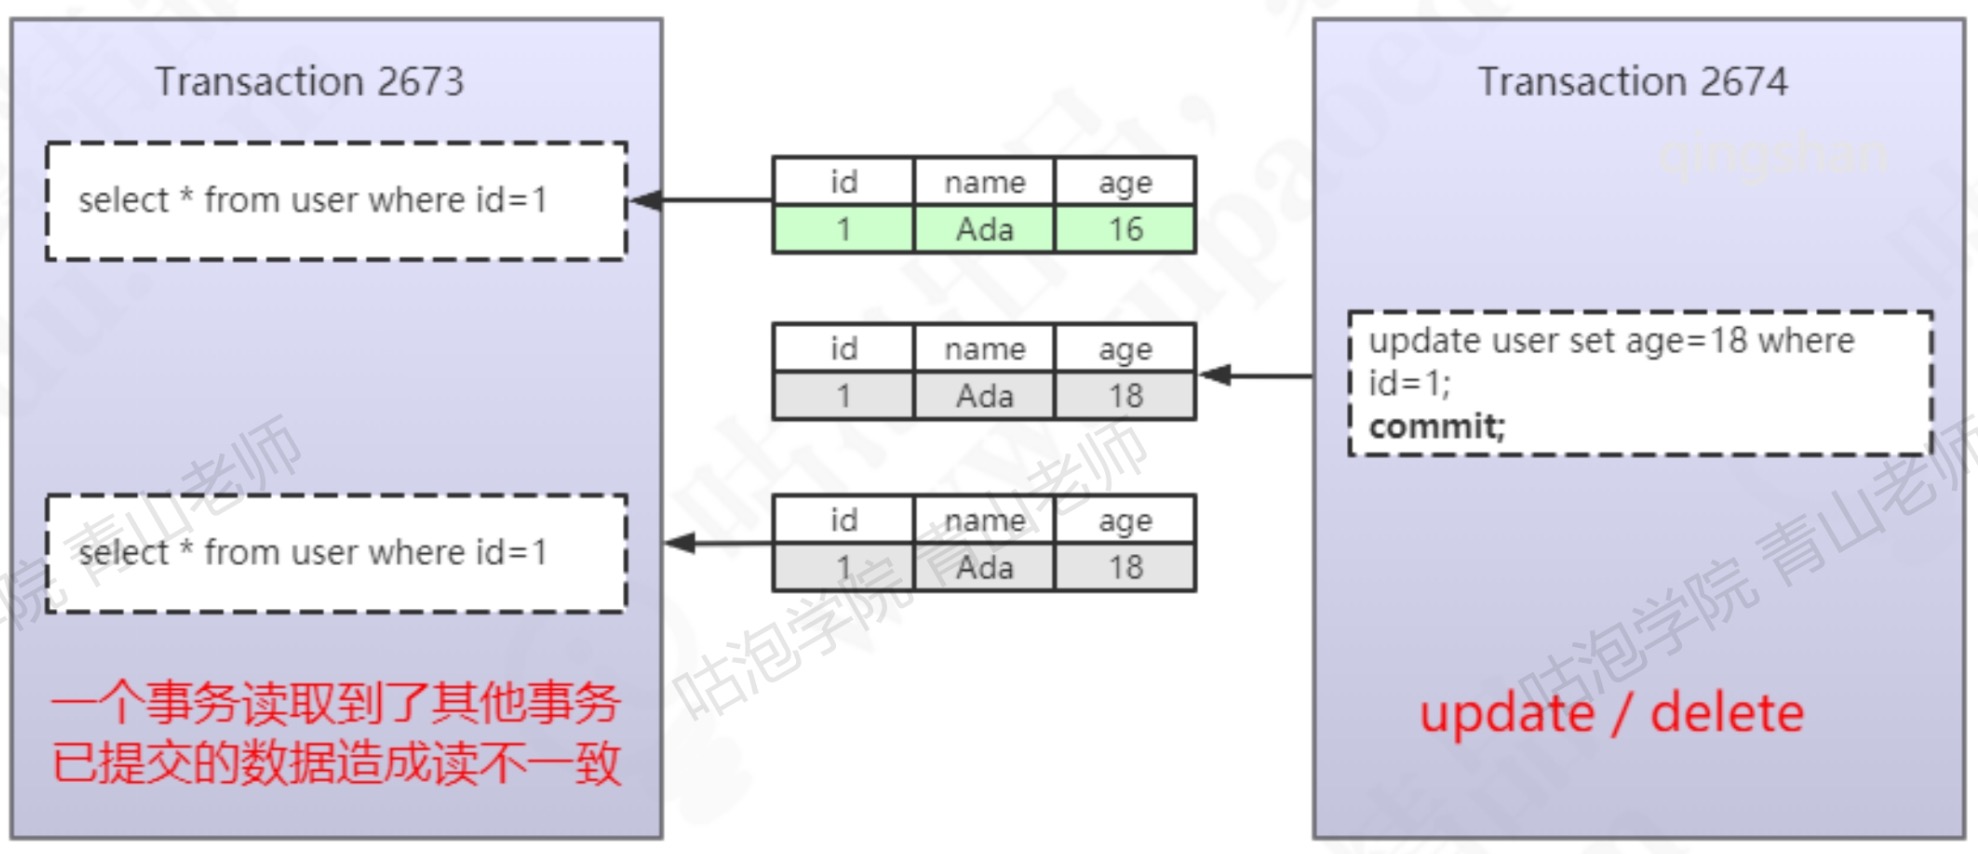 Transaction 2673
select * from user where id=1
select * from user where id=1
一个事务读取到了其他事务
已提交的数据造成读不一致
id name age
1 Ada 16
id name age
1 Ada 18
id name age
1 Ada 18
Transaction 2674
qingshan
update user set age=18 where
id=1;
commit;
update / delete
青山老师
咕泡学院 青山老师
咕泡学院 青山老师